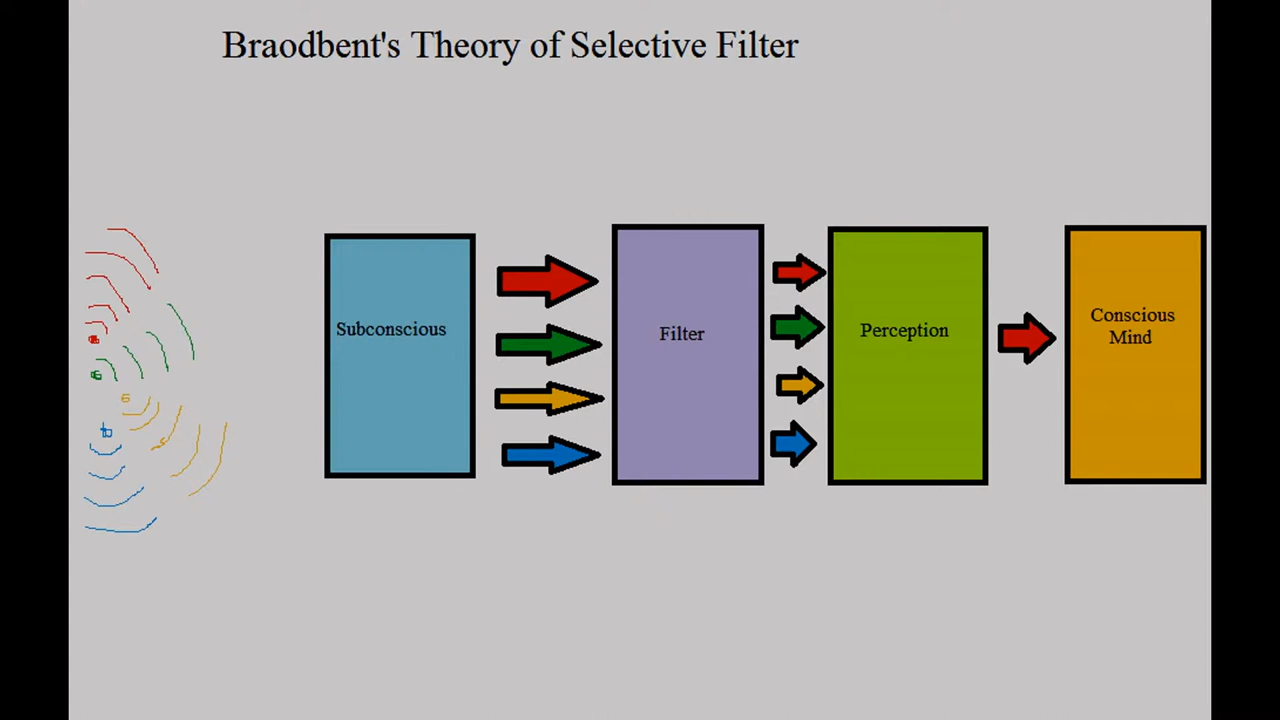 Braodbent's Theory of Selective Filter
Subconscious
Filter
Perception
Conscious
Mind